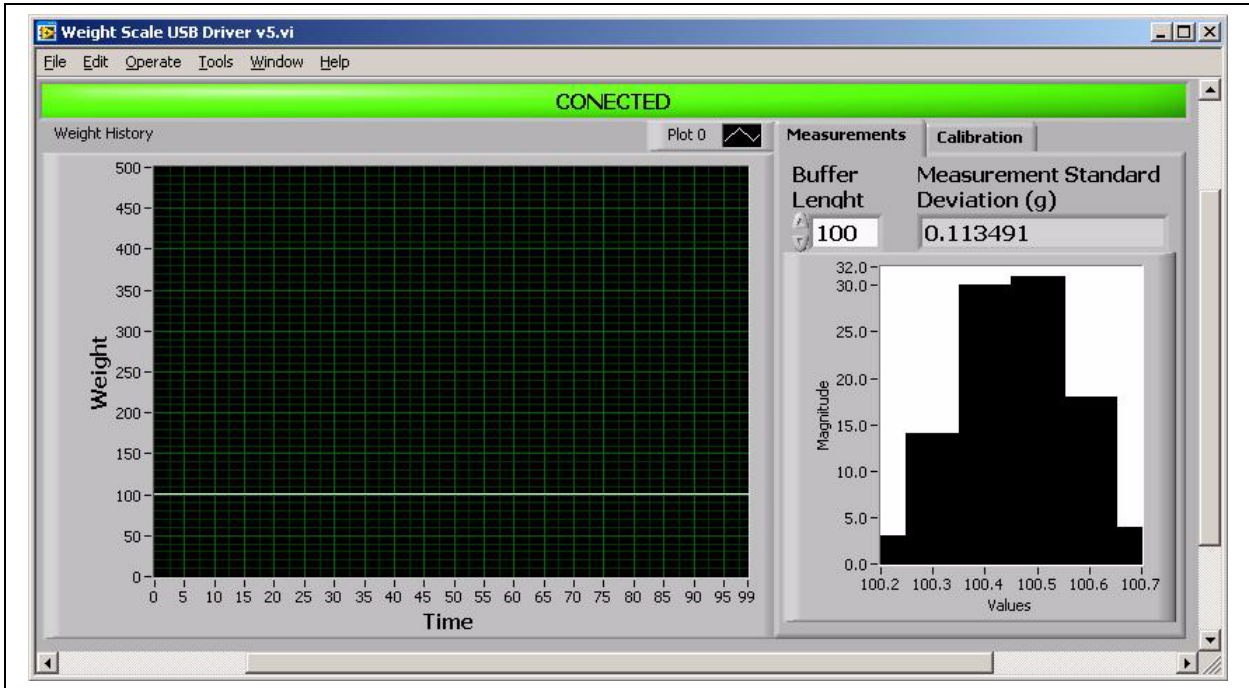 Weight Scale USB Driver v5.vi
File Edit Operate Tools Window Help
CONECTED
Weight History
Plot 0
500
450
400
350
300
250
200
150
100
50
0
Weight
0 5 10 15 20 25 30 35 40 45 50 55 60 65 70 75 80 85 90 95 99
Time
Measurements Calibration
Buffer
Lenght
100
Measurement Standard
Deviation (g)
0.113491
32.0
30.0
25.0
20.0
15.0
10.0
5.0
0.0
Magnitude
100.2 100.3 100.4 100.5 100.6 100.7
Values